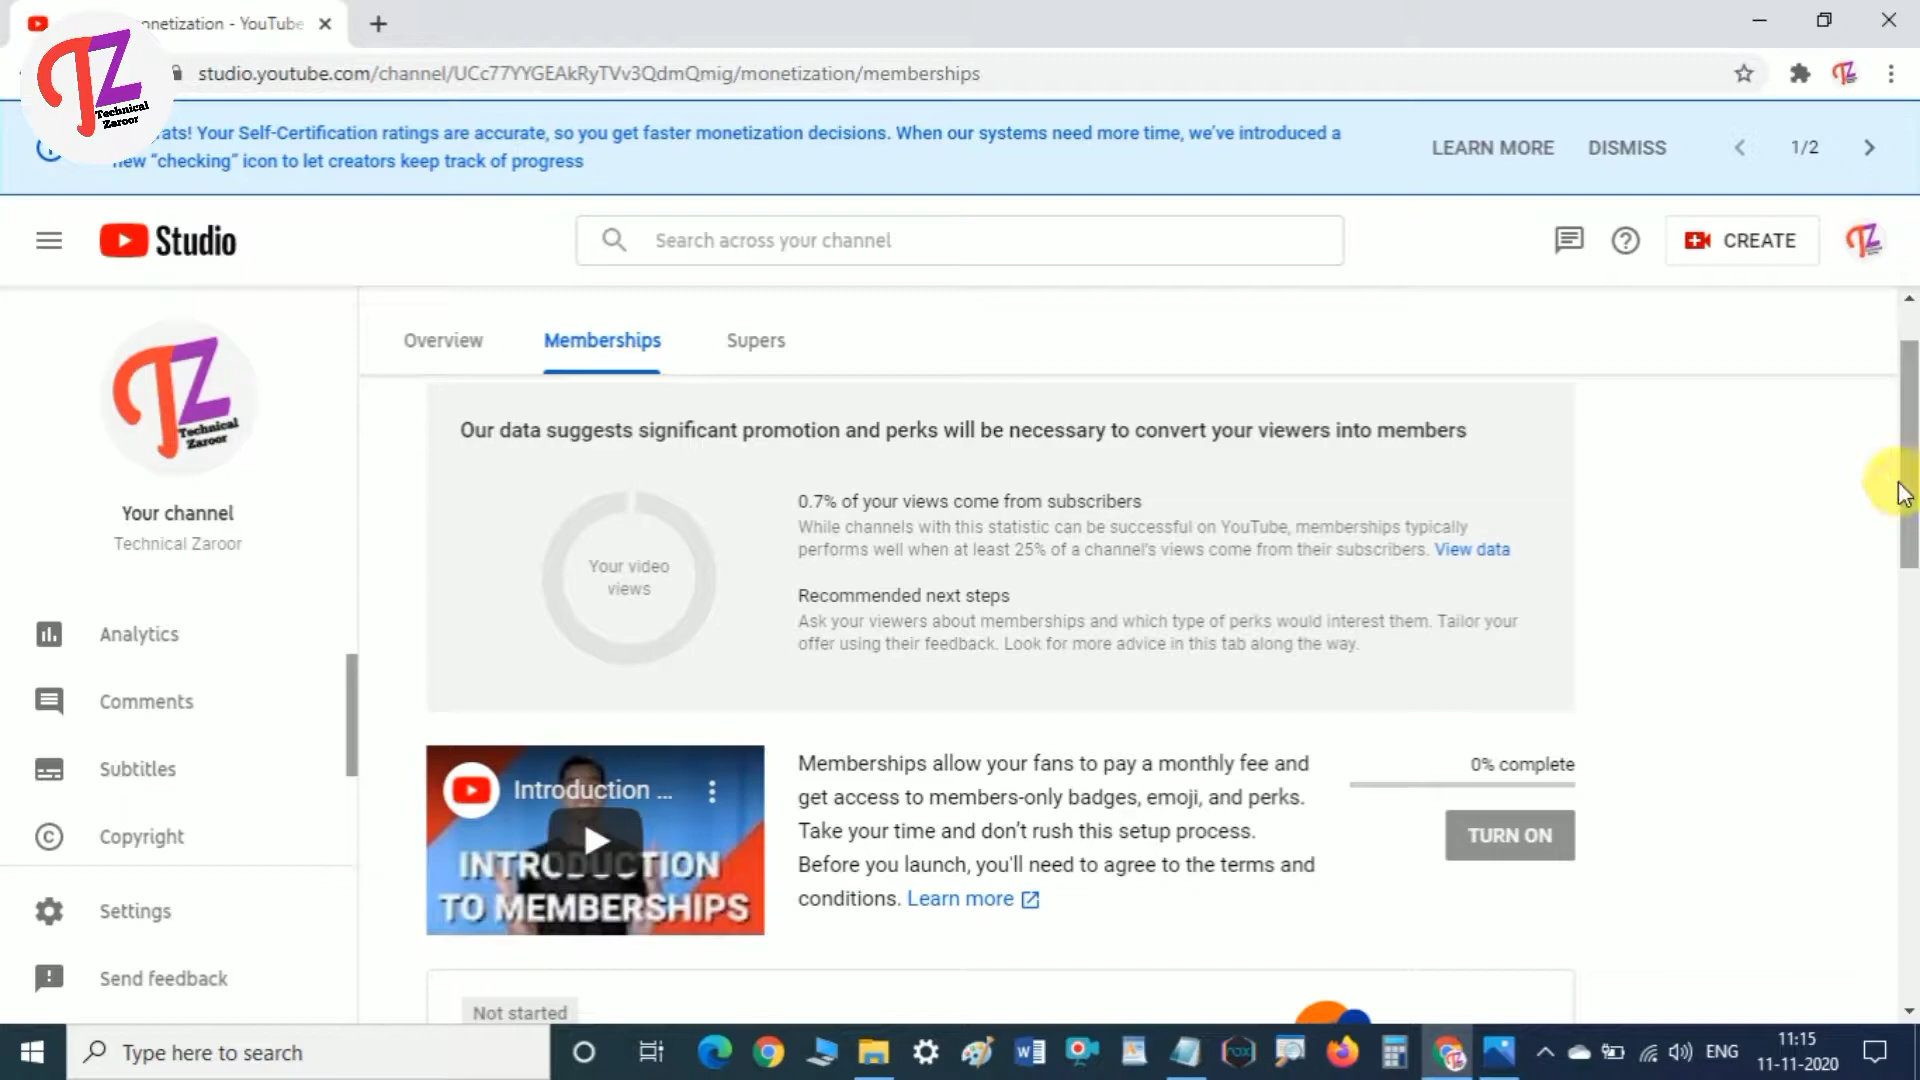 onetization - YouTube
studio.youtube.com/channel/UCc77YYGEAkRyTVv3QdmQmig/monetization/memberships
TZ
Technical
Zaroor
rats! Your Self-Certification ratings are accurate, so you get faster monetization decisions. When our systems need more time, we've introduced a
new "checking" icon to let creators keep track of progress
LEARN MORE
DISMISS
1/2
Studio
Search across your channel
CREATE
Overview
Memberships
Supers
TZ
Technical
Zaroor
Your channel
Technical Zaroor
Analytics
Comments
Subtitles
Copyright
Settings
Send feedback
Our data suggests significant promotion and perks will be necessary to convert your viewers into members
Your video
views
0.7% of your views come from subscribers
While channels with this statistic can be successful on YouTube, memberships typically
performs well when at least 25% of a channel's views come from their subscribers. View data
Recommended next steps
Ask your viewers about memberships and which type of perks would interest them. Tailor your
offer using their feedback. Look for more advice in this tab along the way.
Introduction ...
INTRODUCTION
TO MEMBERSHIPS
Memberships allow your fans to pay a monthly fee and
get access to members-only badges, emoji, and perks.
Take your time and don't rush this setup process.
Before you launch, you'll need to agree to the terms and
conditions. Learn more
0% complete
TURN ON
Not started
Type here to search
ENG
11:15
11-11-2020